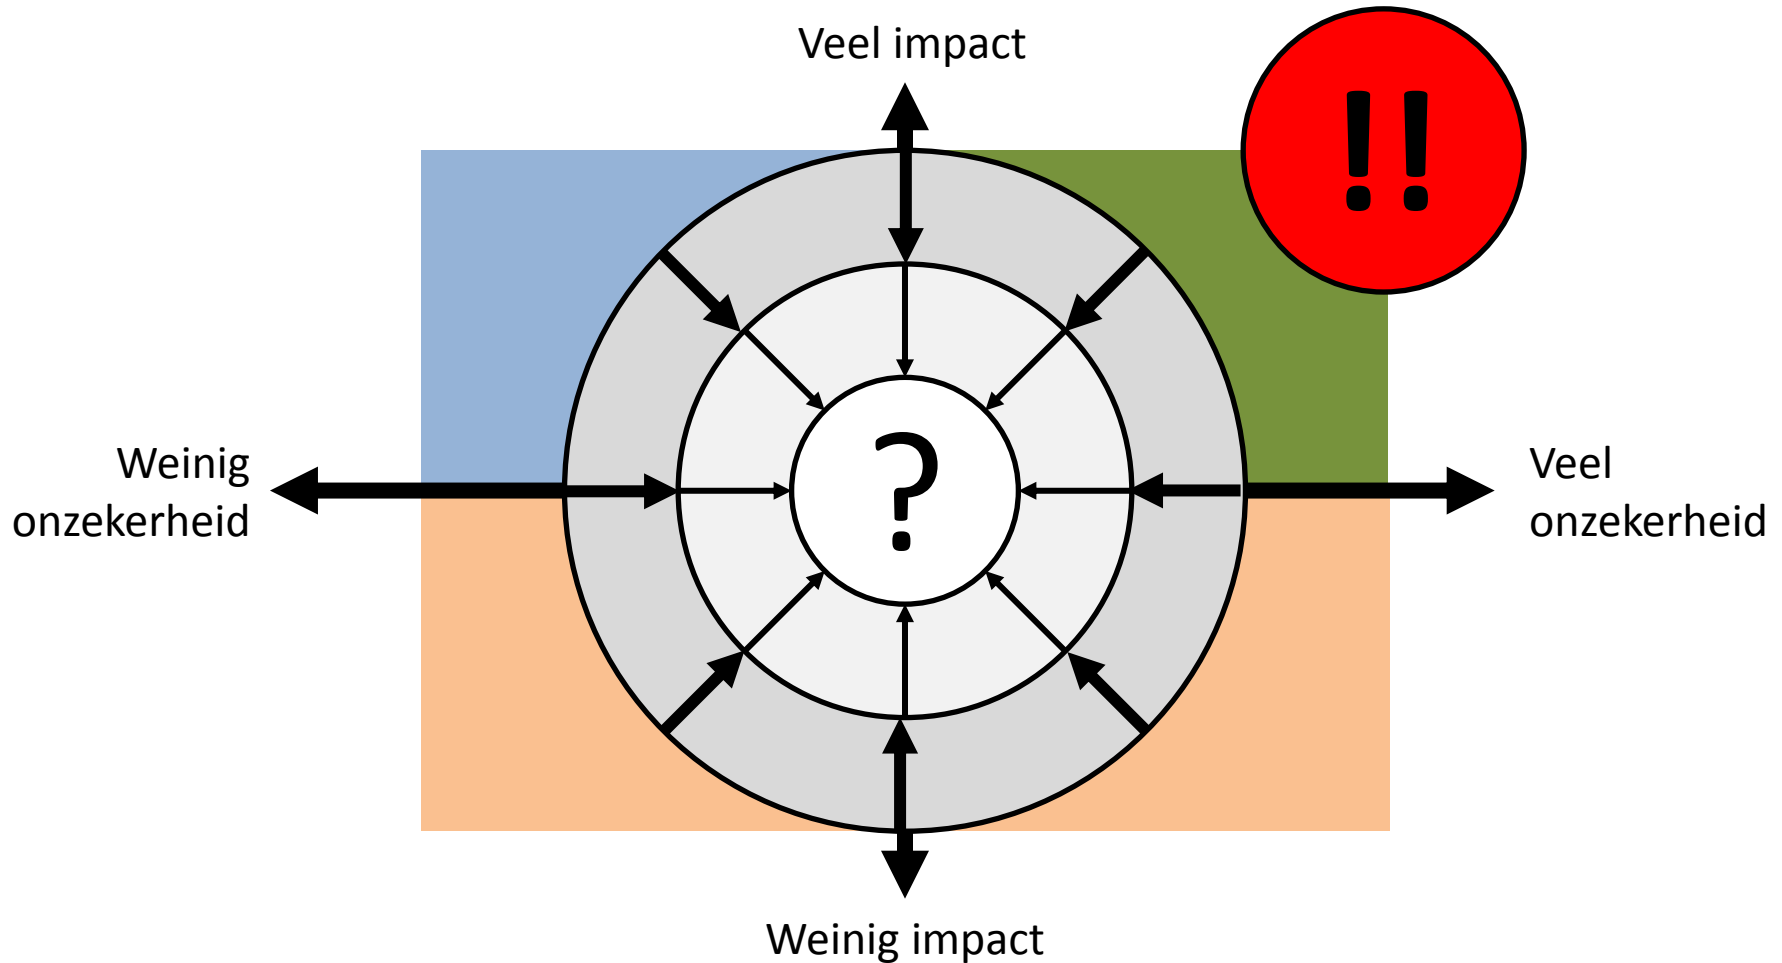 Veel impact
!!
Weinig
onzekerheid
?
Veel
onzekerheid
Weinig impact